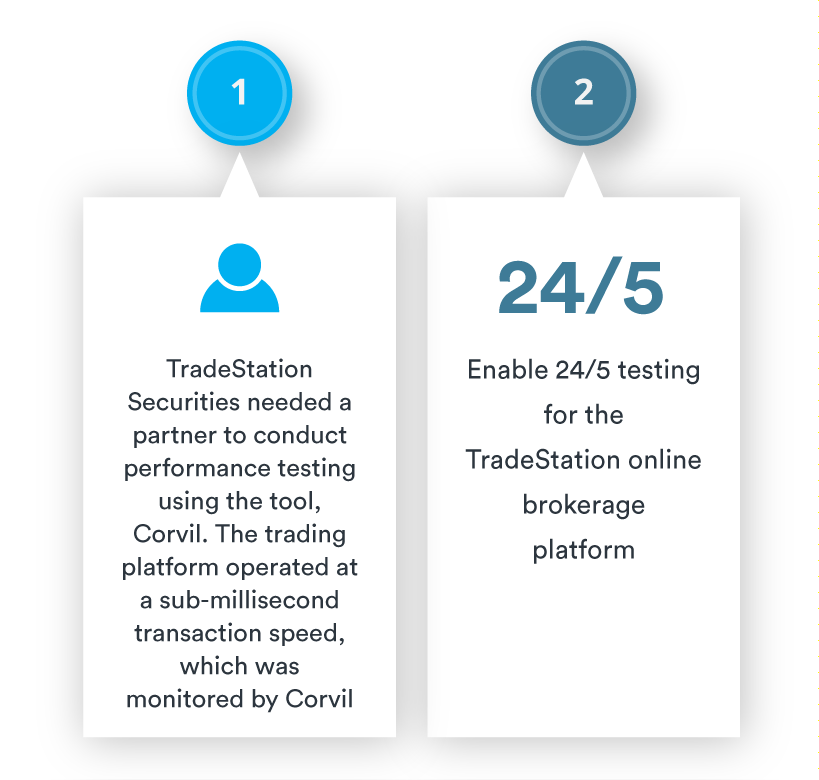 1
TradeStation
Securities needed a
partner to conduct
performance testing
using the tool,
Corvil. The trading
platform operated at
a sub-millisecond
transaction speed,
which was
monitored by Corvil
2
24/5
Enable 24/5 testing
for the
TradeStation online
brokerage
platform